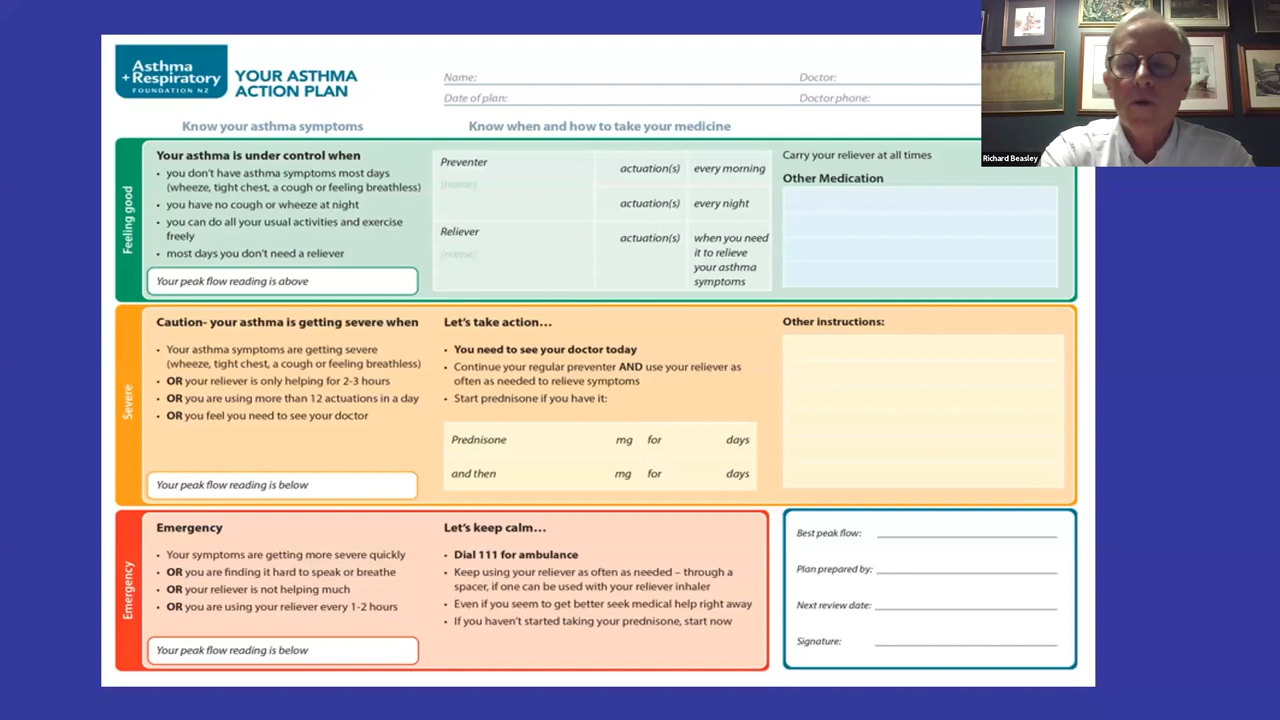 Asthma
+Respiratory
FOUNDATION NZ
YOUR ASTHMA
ACTION PLAN
Name:
Doctor:
Date of plan:
Doctor phone:
Know your asthma symptoms
Know when and how to take your medicine
Feeling good
Your asthma is under control when
• you don't have asthma symptoms most days
(wheeze, tight chest, a cough or feeling breathless)
• you have no cough or wheeze at night
• you can do all your usual activities and exercise
freely
• most days you don't need a reliever
Your peak flow reading is above
Preventer
(name)
actuation(s)
every morning
actuation(s)
every night
Reliever
(name)
actuation(s)
when you need
it to relieve
your asthma
symptoms
Carry your reliever at all times
Other Medication
Severe
Caution- your asthma is getting severe when
• Your asthma symptoms are getting severe
(wheeze, tight chest, a cough or feeling breathless)
• OR your reliever is only helping for 2-3 hours
• OR you are using more than 12 actuations in a day
• OR you feel you need to see your doctor
Your peak flow reading is below
Let's take action...
• You need to see your doctor today
• Continue your regular preventer AND use your reliever as
often as needed to relieve symptoms
• Start prednisone if you have it:
Prednisone mg for days
and then mg for days
Other instructions:
Emergency
Emergency
• Your symptoms are getting more severe quickly
• OR you are finding it hard to speak or breathe
• OR your reliever is not helping much
• OR you are using your reliever every 1-2 hours
Your peak flow reading is below
Let's keep calm...
• Dial 111 for ambulance
• Keep using your reliever as often as needed – through a
spacer, if one can be used with your reliever inhaler
• Even if you seem to get better seek medical help right away
• If you haven't started taking your prednisone, start now
Best peak flow:
Plan prepared by:
Next review date:
Signature:
Richard Beasley